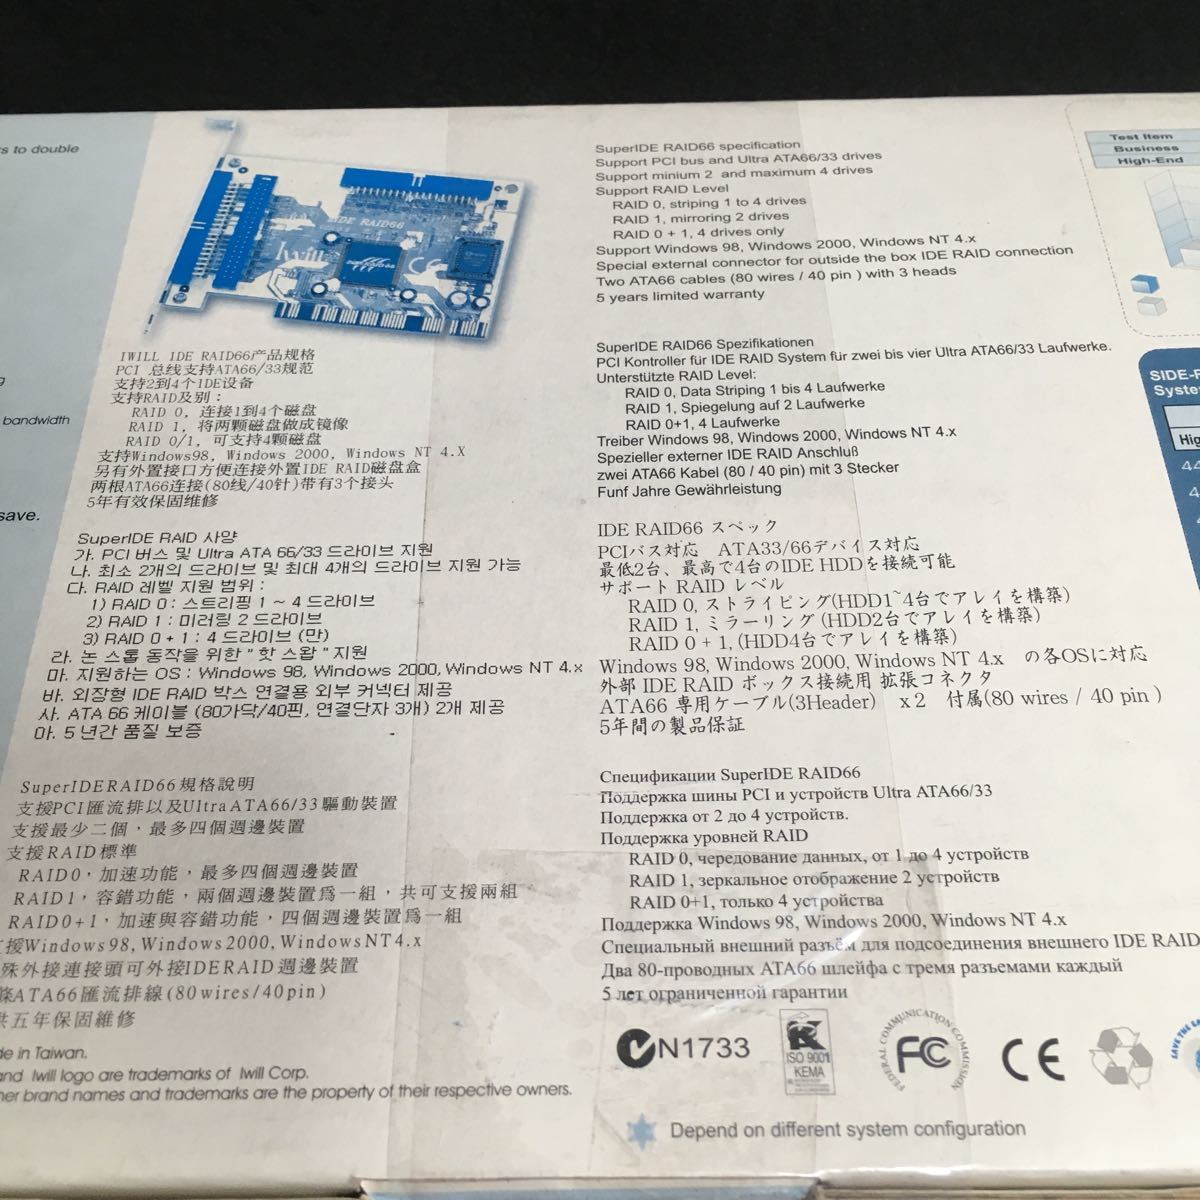 s to double
bandwidth
save.
IDE RAID66
IWILL IDE RAID66产品规格
PCI 总线支持ATA66/33规范
支持2到4个IDE设备
支持RAID及别:
RAID 0, 连接1到4个磁盘
RAID 1, 将两颗磁盘做成镜像
RAID 0/1, 可支持4颗磁盘
支持Windows98, Windows 2000, Windows NT 4.X
另有外置接口方便连接外置IDE RAID磁盘盒
两根ATA66连接(80线/40针)带有3个接头
5年有效保固维修
SuperIDE RAID 사양
가. PCI 버스 및 Ultra ATA 66/33 드라이브 지원
나. 최소 2개의 드라이브 및 최대 4개의 드라이브 지원 가능
다. RAID 레벨 지원 범위 :
1) RAID 0 : 스트리핑 1 ~ 4 드라이브
2) RAID 1 : 미러링 2 드라이브
3) RAID 0 + 1 : 4 드라이브 (만)
라. 논 스톱 동작을 위한 " 핫 스왑 " 지원
마. 지원하는 OS : Windows 98, Windows 2000, Windows NT 4.x
바. 외장형 IDE RAID 박스 연결용 외부 커넥터 제공
사. ATA 66 케이블 (80가닥/40핀, 연결단자 3개) 2개 제공
아. 5 년간 품질 보증
SuperIDERAID66規格說明
支援PCI匯流排以及UltraATA66/33驅動裝置
支援最少二個，最多四個週邊裝置
支援RAID標準
RAID0，加速功能，最多四個週邊裝置
RAID1，容錯功能，兩個週邊裝置爲一組，共可支援兩組
RAID0+1，加速與容錯功能，四個週邊裝置爲一組
援Windows98, Windows2000, WindowsNT4.x
殊外接連接頭可外接IDERAID週邊裝置
條ATA66匯流排線(80wires/40pin)
供五年保固維修
de in Taiwan.
and Iwill logo are trademarks of Iwill Corp.
her brand names and trademarks are the property of their respective owners.
SuperIDE RAID66 specification
Support PCI bus and Ultra ATA66/33 drives
Support minium 2 and maximum 4 drives
Support RAID Level
RAID 0, striping 1 to 4 drives
RAID 1, mirroring 2 drives
RAID 0 + 1, 4 drives only
Support Windows 98, Windows 2000, Windows NT 4.x
Special external connector for outside the box IDE RAID connection
Two ATA66 cables (80 wires / 40 pin ) with 3 heads
5 years limited warranty
SuperIDE RAID66 Spezifikationen
PCI Kontroller für IDE RAID System für zwei bis vier Ultra ATA66/33 Laufwerke.
Unterstützte RAID Level:
RAID 0, Data Striping 1 bis 4 Laufwerke
RAID 1, Spiegelung auf 2 Laufwerke
RAID 0+1, 4 Laufwerke
Treiber Windows 98, Windows 2000, Windows NT 4.x
Spezieller externer IDE RAID Anschluß
zwei ATA66 Kabel (80 / 40 pin) mit 3 Stecker
Funf Jahre Gewährleistung
IDE RAID66 スペック
PCIバス対応 ATA33/66デバイス対応
最低2台、最高で4台のIDE HDDを接続可能
サポート RAID レベル
RAID 0, ストライピング(HDD1~4台でアレイを構築)
RAID 1, ミラーリング (HDD2台でアレイを構築)
RAID 0 + 1, (HDD4台でアレイを構築)
Windows 98, Windows 2000, Windows NT 4.x の各OSに対応
外部 IDE RAID ボックス接続用 拡張コネクタ
ATA66 専用ケーブル(3Header) x 2 付属(80 wires / 40 pin )
5年間の製品保証
Спецификации SuperIDE RAID66
Поддержка шины PCI и устройств Ultra ATA66/33
Поддержка от 2 до 4 устройств.
Поддержка уровней RAID
RAID 0, чередование данных, от 1 до 4 устройств
RAID 1, зеркальное отображение 2 устройств
RAID 0+1, только 4 устройства
Поддержка Windows 98, Windows 2000, Windows NT 4.x
Специальный внешний разъём для подсоединения внешнего IDE RAID
Два 80-проводных ATA66 шлейфа с тремя разъемами каждый
5 лет ограниченной гарантии
N1733
K
ISO 9001
KEMA
FEDERAL COMMUNICATION COMMISSION
FC
CE
SAVE THE
Depend on different system configuration
Test Item
Business
High-End
SIDE-R
System
Hig
44
4